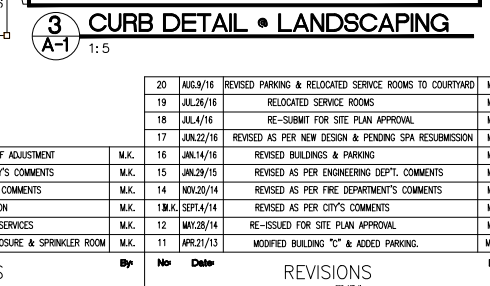 3 CURB DETAIL @ LANDSCAPING
A-1 1:5
20 AUG.9/16 REVISED PARKING & RELOCATED SERIVCE ROOMS TO COURTYARD
19 JUL.26/16 RELOCATED SERVICE ROOMS
18 JUL.4/16 RE-SUBMIT FOR SITE PLAN APPROVAL
17 JUN.22/16 REVISED AS PER NEW DESIGN & PENDING SPA RESUBMISSION
F ADJUSTMENT M.K. 16 JAN.14/16 REVISED BUILDINGS & PARKING
'S COMMENTS M.K. 15 JAN.29/15 REVISED AS PER ENGINEERING DEP'T. COMMENTS
COMMENTS M.K. 14 NOV.20/14 REVISED AS PER FIRE DEPARTMENT'S COMMENTS
ON M.K. 13 SEPT.4/14 REVISED AS PER CITY'S COMMENTS
SERVICES M.K. 12 MAY.28/14 RE-ISSUED FOR SITE PLAN APPROVAL
OSURE & SPRINKLER ROOM M.K. 11 APR.21/13 MODIFIED BUILDING "C" & ADDED PARKING.
S By: No: Date: REVISIONS